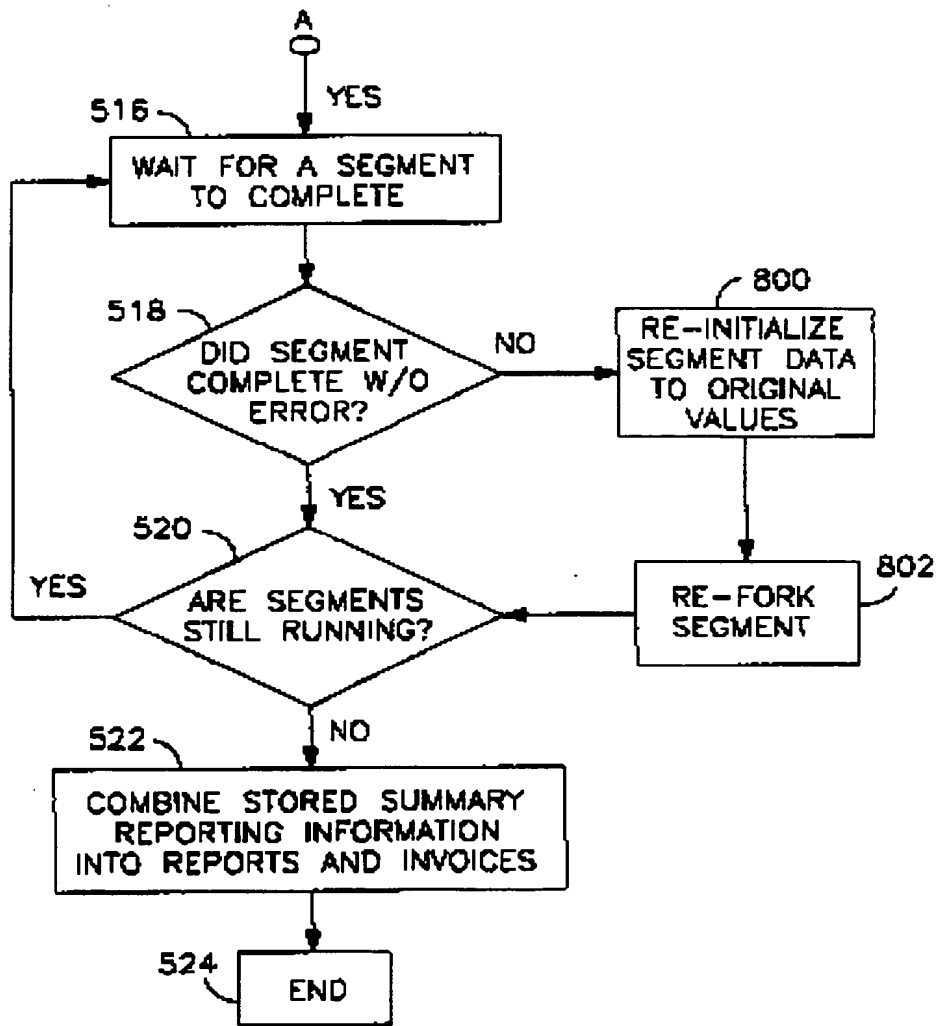 A
YES
516
WAIT FOR A SEGMENT
TO COMPLETE
518
DID SEGMENT
COMPLETE W/O
ERROR?
NO
800
RE-INITIALIZE
SEGMENT DATA
TO ORIGINAL
VALUES
YES
520
YES
ARE SEGMENTS
STILL RUNNING?
RE-FORK
SEGMENT
802
NO
522
COMBINE STORED SUMMARY
REPORTING INFORMATION
INTO REPORTS AND INVOICES
524
END